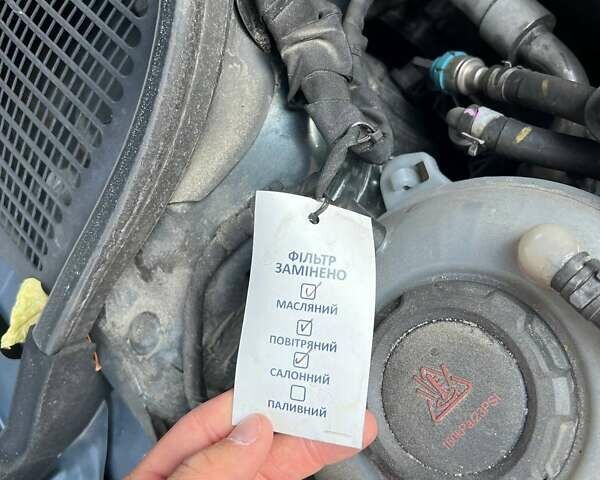 ФІЛЬТР
ЗАМІНЕНО
МАСЛЯНИЙ
ПОВІТРЯНИЙ
САЛОННИЙ
ПАЛИВНИЙ